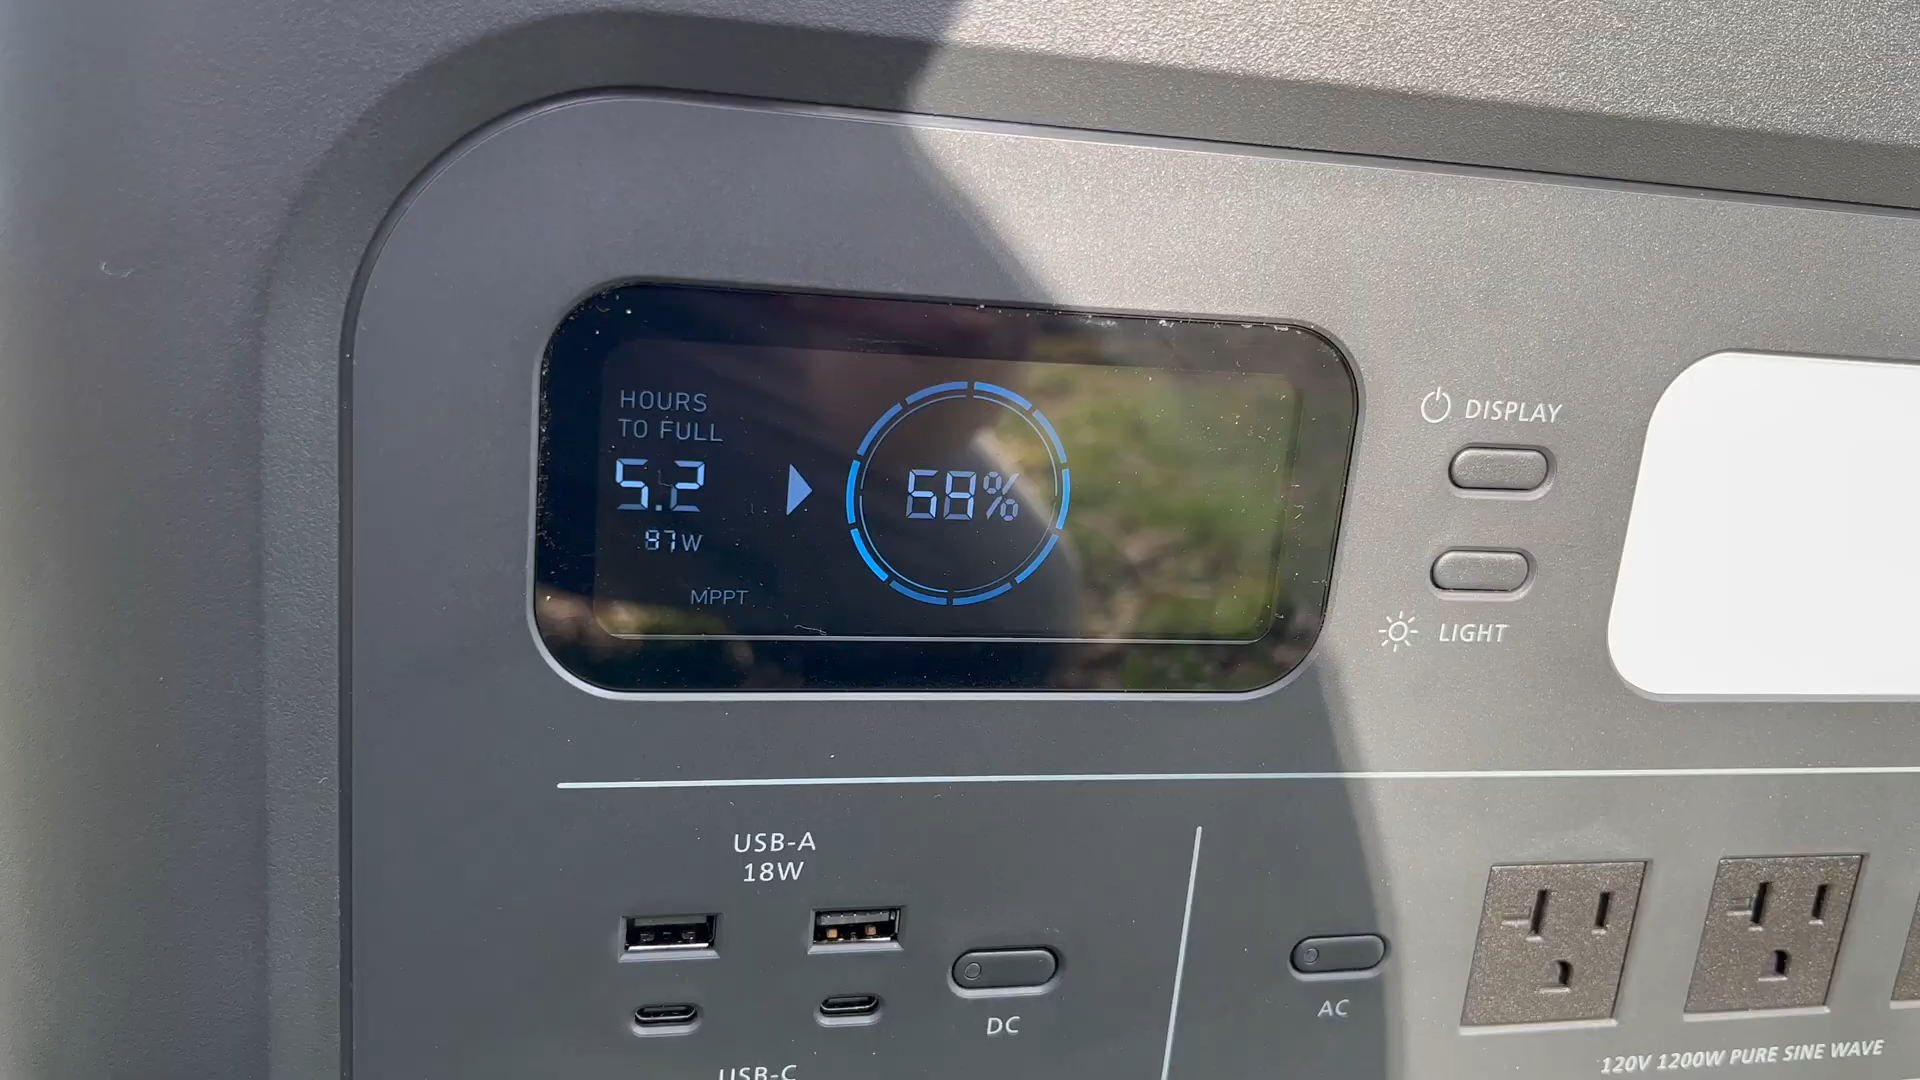 HOURS
TO FULL
5.2
87W
MPPT
68%
DISPLAY
LIGHT
USB-A
18W
DC
AC
USB-C
120V 1200W PURE SINE WAVE